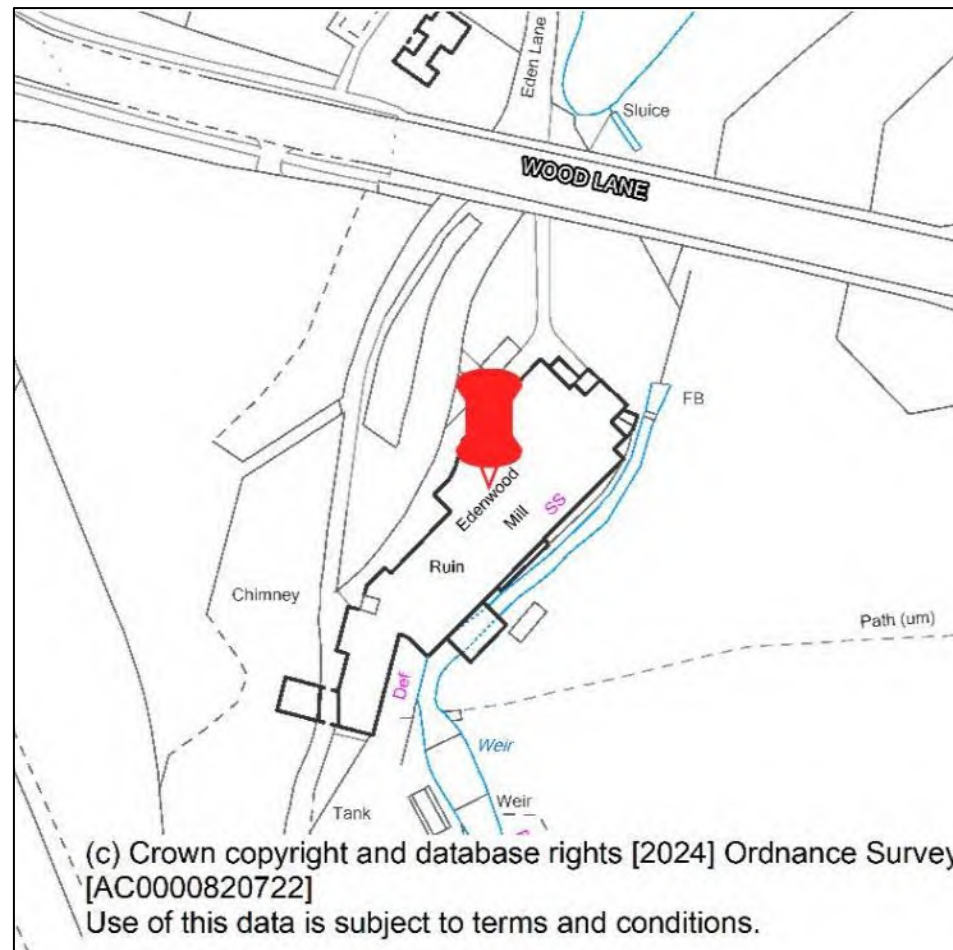 Eden Lane
Sluice
WOOD LANE
FB
Edenwood
Mill
SS
Ruin
Chimney
Path (um)
Def
Weir
Weir
Tank
(c) Crown copyright and database rights [2024] Ordnance Survey
[AC0000820722]
Use of this data is subject to terms and conditions.